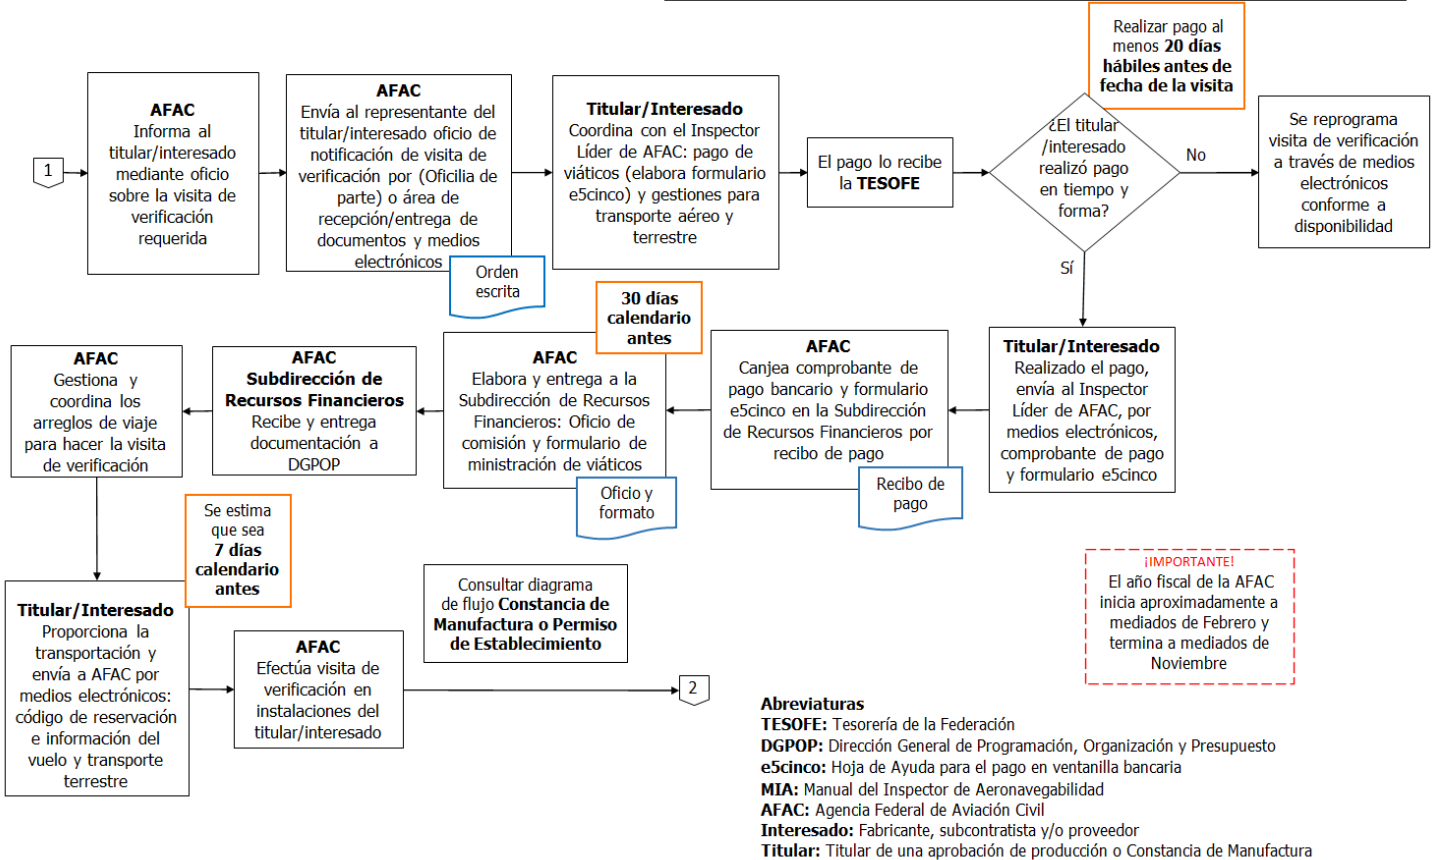 1
AFAC
Informa al
titular/interesado
mediante oficio
sobre la visita de
verificación
requerida
AFAC
Envía al representante del
titular/interesado oficio de
notificación de visita de
verificación por (Oficilia de
parte) o área de
recepción/entrega de
documentos y medios
electrónicos
Orden
escrita
Titular/Interesado
Coordina con el Inspector
Líder de AFAC: pago de
viáticos (elabora formulario
e5cinco) y gestiones para
transporte aéreo y
terrestre
El pago lo recibe
la TESOFE
Realizar pago al
menos 20 días
hábiles antes de
fecha de la visita
¿El titular
/interesado
realizó pago
en tiempo y
forma?
No
Se reprograma
visita de verificación
a través de medios
electrónicos
conforme a
disponibilidad
Sí
Titular/Interesado
Realizado el pago,
envía al Inspector
Líder de AFAC, por
medios electrónicos,
comprobante de pago
y formulario e5cinco
AFAC
Canjea comprobante de
pago bancario y formulario
e5cinco en la Subdirección
de Recursos Financieros por
recibo de pago
Recibo de
pago
30 días
calendario
antes
AFAC
Elabora y entrega a la
Subdirección de Recursos
Financieros: Oficio de
comisión y formulario de
ministración de viáticos
Oficio y
formato
AFAC
Subdirección de
Recursos Financieros
Recibe y entrega
documentación a
DGPOP
AFAC
Gestiona y
coordina los
arreglos de viaje
para hacer la visita
de verificación
Se estima
que sea
7 días
calendario
antes
Titular/Interesado
Proporciona la
transportación y
envía a AFAC por
medios electrónicos:
código de reservación
e información del
vuelo y transporte
terrestre
AFAC
Efectúa visita de
verificación en
instalaciones del
titular/interesado
Consultar diagrama
de flujo Constancia de
Manufactura o Permiso
de Establecimiento
2
¡IMPORTANTE!
El año fiscal de la AFAC
inicia aproximadamente a
mediados de Febrero y
termina a mediados de
Noviembre
Abreviaturas
TESOFE: Tesorería de la Federación
DGPOP: Dirección General de Programación, Organización y Presupuesto
e5cinco: Hoja de Ayuda para el pago en ventanilla bancaria
MIA: Manual del Inspector de Aeronavegabilidad
AFAC: Agencia Federal de Aviación Civil
Interesado: Fabricante, subcontratista y/o proveedor
Titular: Titular de una aprobación de producción o Constancia de Manufactura